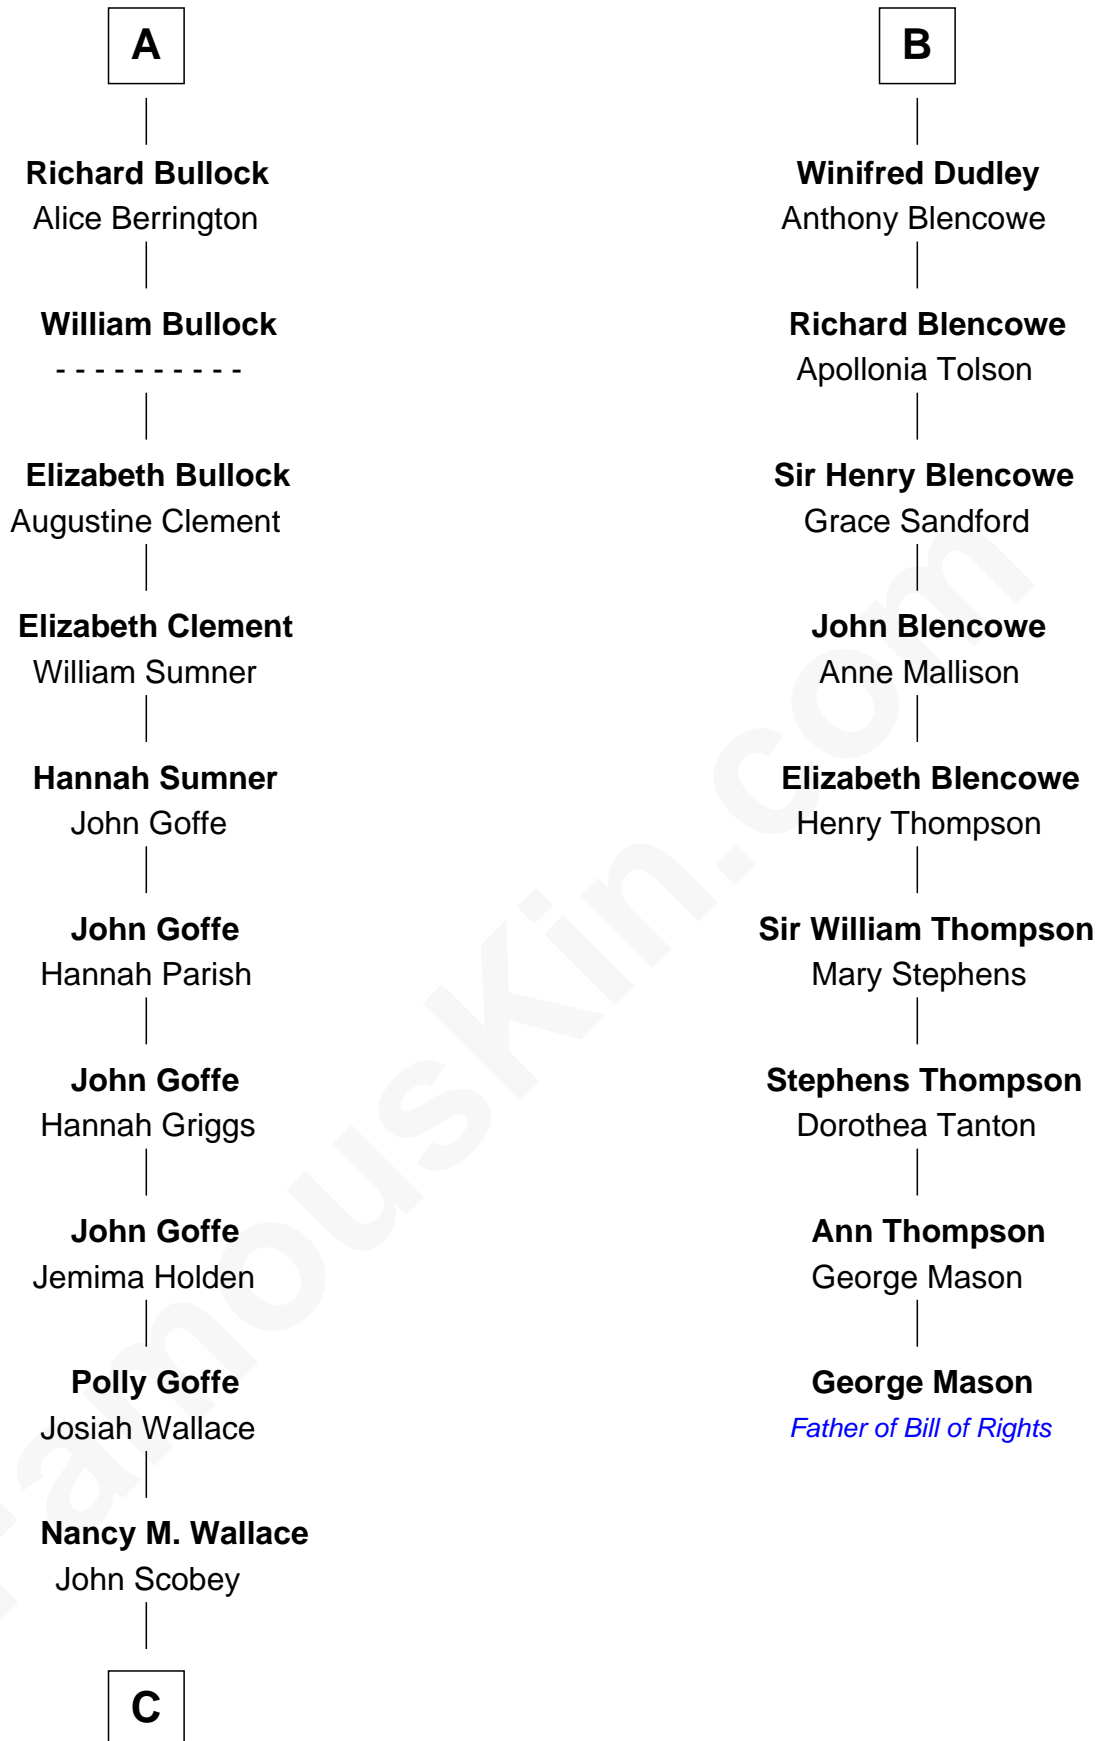 A
Richard Bullock
Alice Berrington
William Bullock
- - - - - - - - - -
Elizabeth Bullock
Augustine Clement
Elizabeth Clement
William Sumner
Hannah Sumner
John Goffe
John Goffe
Hannah Parish
John Goffe
Hannah Griggs
John Goffe
Jemima Holden
Polly Goffe
Josiah Wallace
Nancy M. Wallace
John Scobey
C
B
Winifred Dudley
Anthony Blencowe
Richard Blencowe
Apollonia Tolson
Sir Henry Blencowe
Grace Sandford
John Blencowe
Anne Mallison
Elizabeth Blencowe
Henry Thompson
Sir William Thompson
Mary Stephens
Stephens Thompson
Dorothea Tanton
Ann Thompson
George Mason
George Mason
Father of Bill of Rights
FamousKin.com